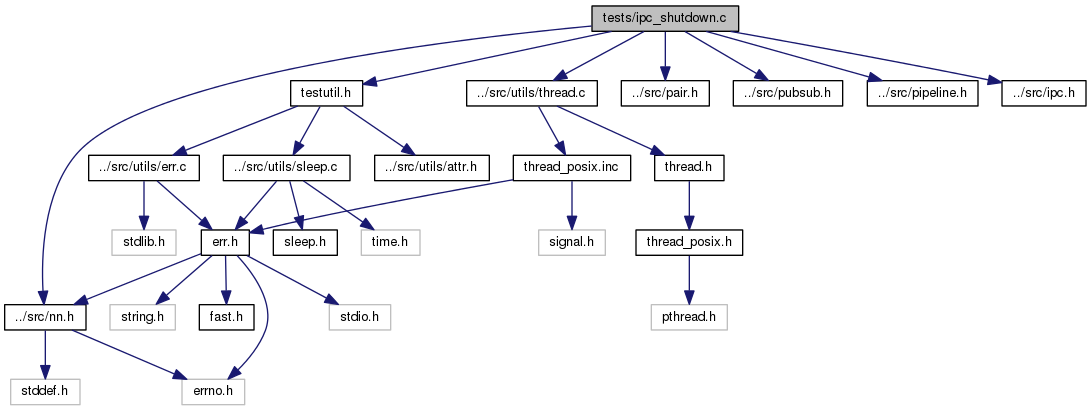 tests/ipc_shutdown.c
testutil.h
../src/utils/thread.c
../src/pair.h
../src/pubsub.h
../src/pipeline.h
../src/ipc.h
../src/utils/err.c
../src/utils/sleep.c
../src/utils/attr.h
thread_posix.inc
thread.h
stdlib.h
err.h
sleep.h
time.h
signal.h
thread_posix.h
../src/nn.h
string.h
fast.h
stdio.h
pthread.h
stddef.h
errno.h